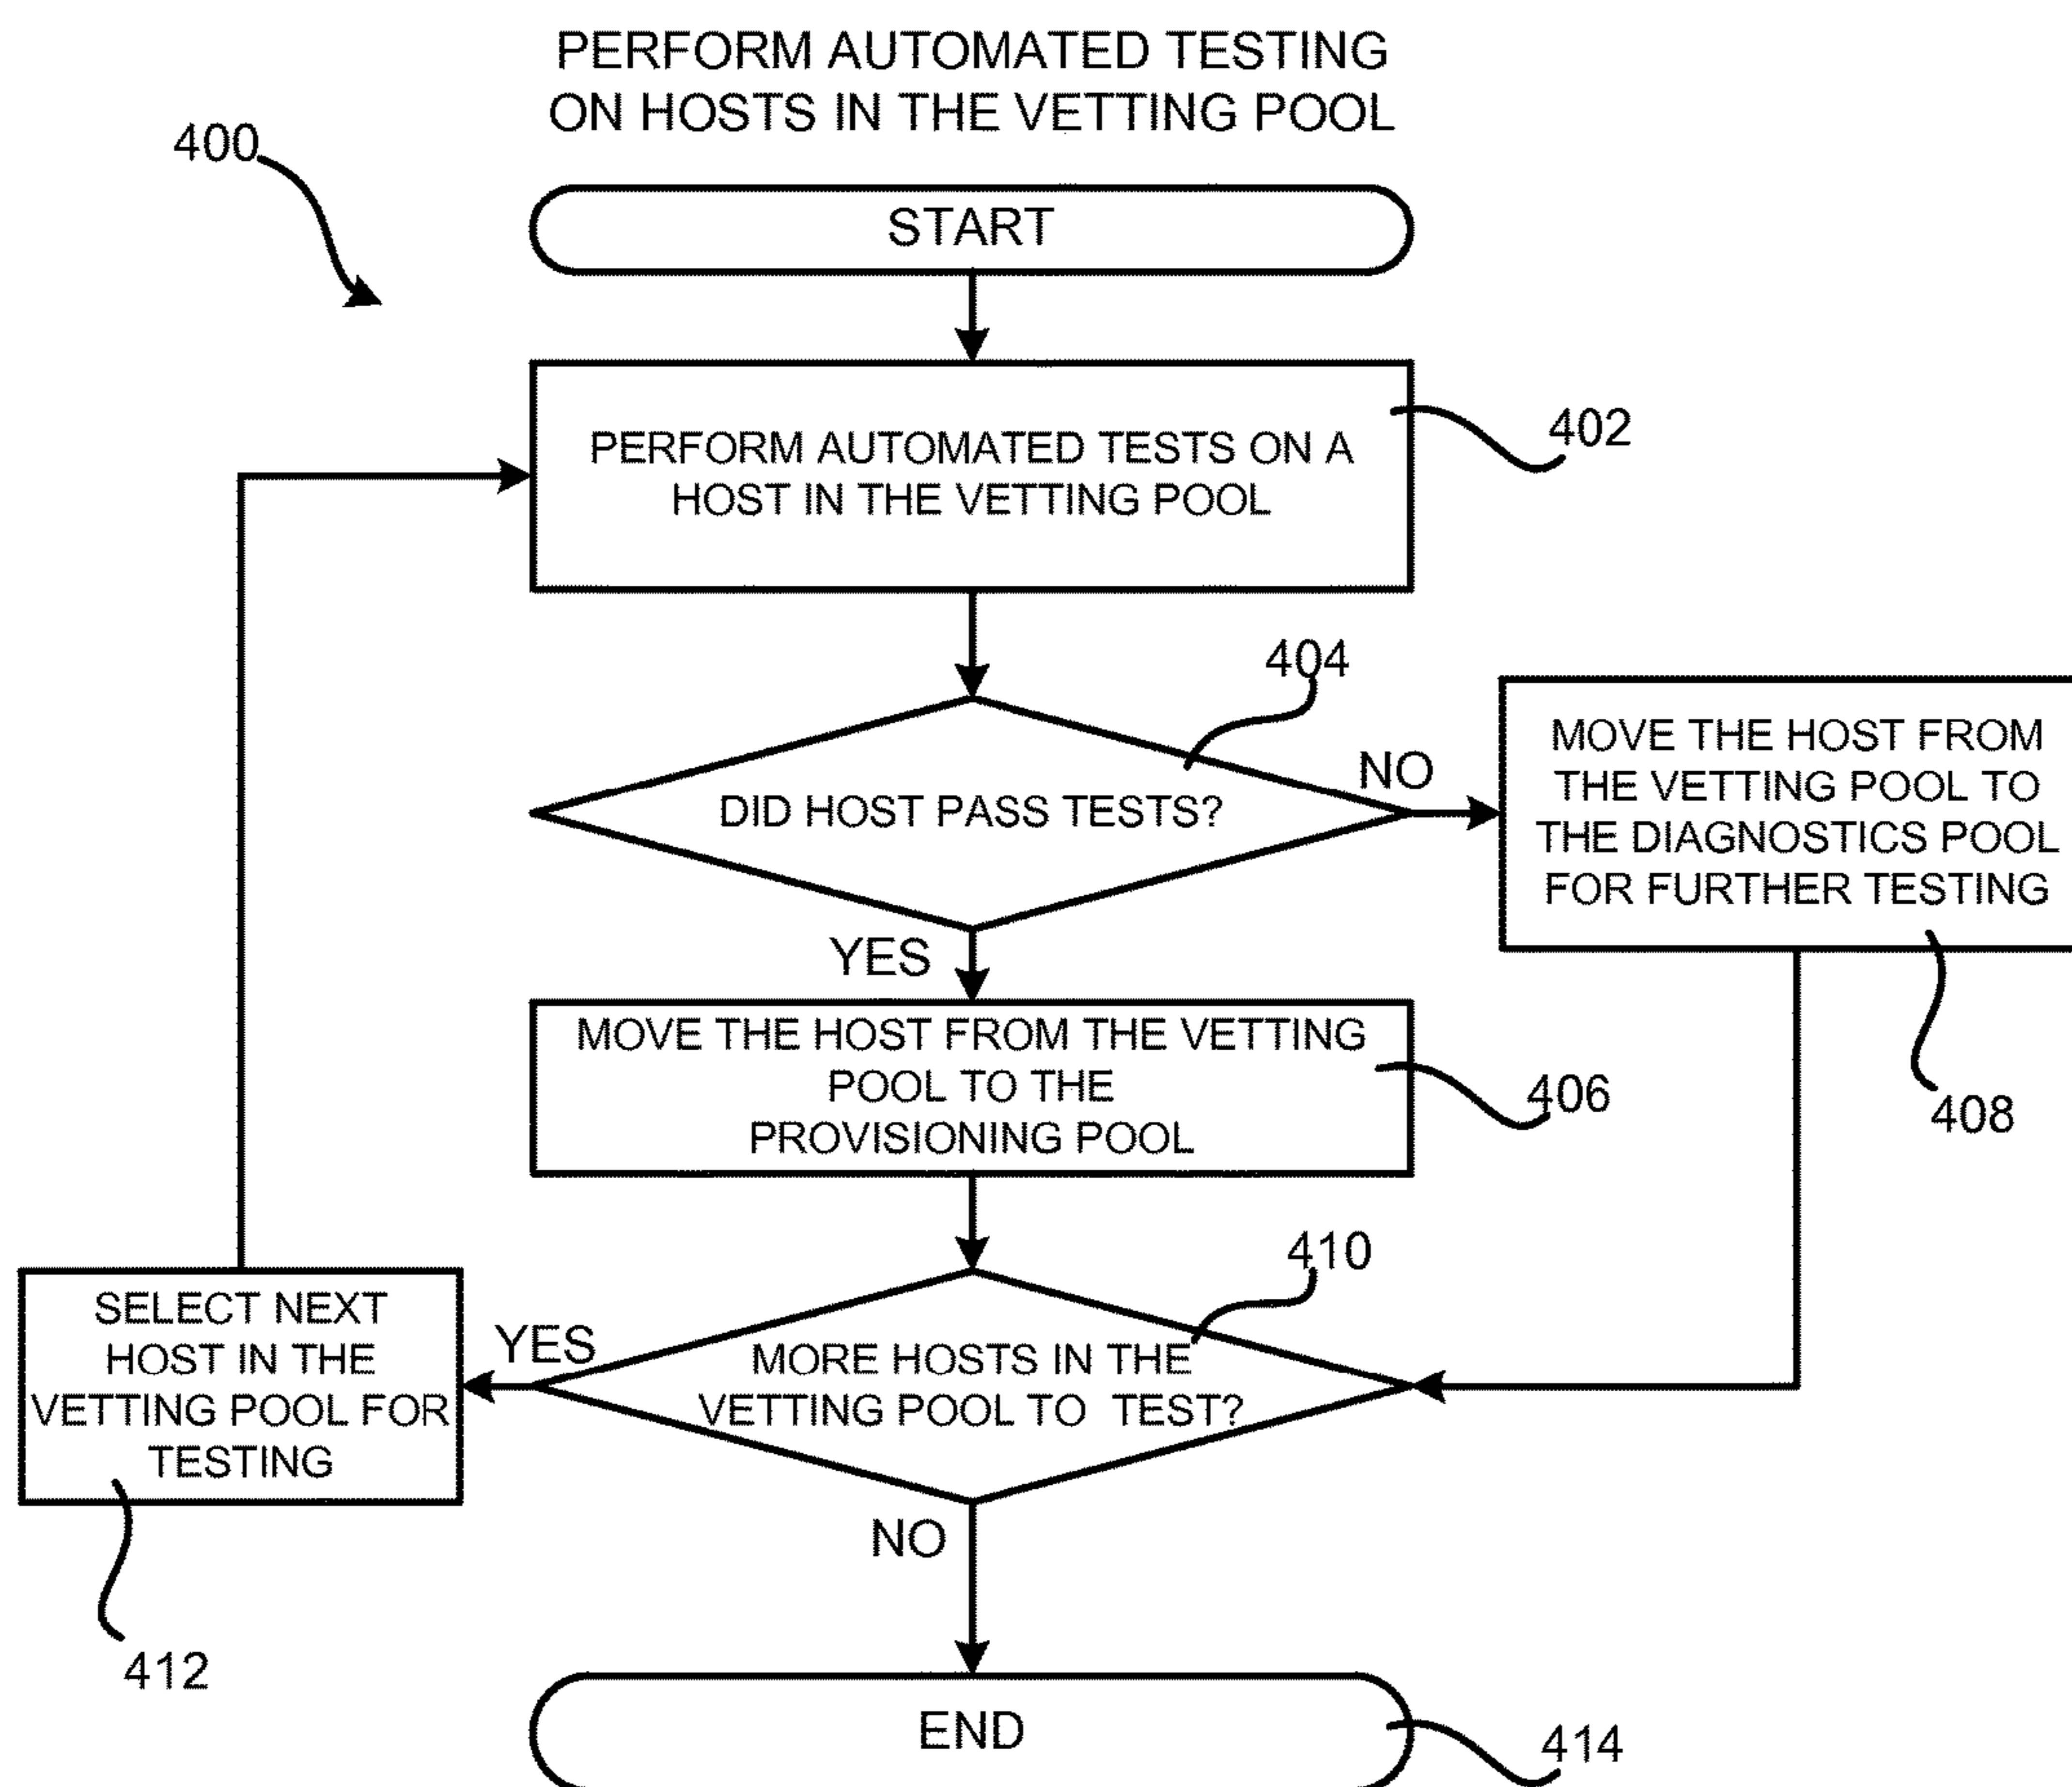 PERFORM AUTOMATED TESTING
ON HOSTS IN THE VETTING POOL
400
START
PERFORM AUTOMATED TESTS ON A
HOST IN THE VETTING POOL
402
404
DID HOST PASS TESTS?
NO
MOVE THE HOST FROM
THE VETTING POOL TO
THE DIAGNOSTICS POOL
FOR FURTHER TESTING
408
YES
MOVE THE HOST FROM THE VETTING
POOL TO THE
PROVISIONING POOL
406
410
MORE HOSTS IN THE
VETTING POOL TO TEST?
YES
SELECT NEXT
HOST IN THE
VETTING POOL FOR
TESTING
412
NO
END
414